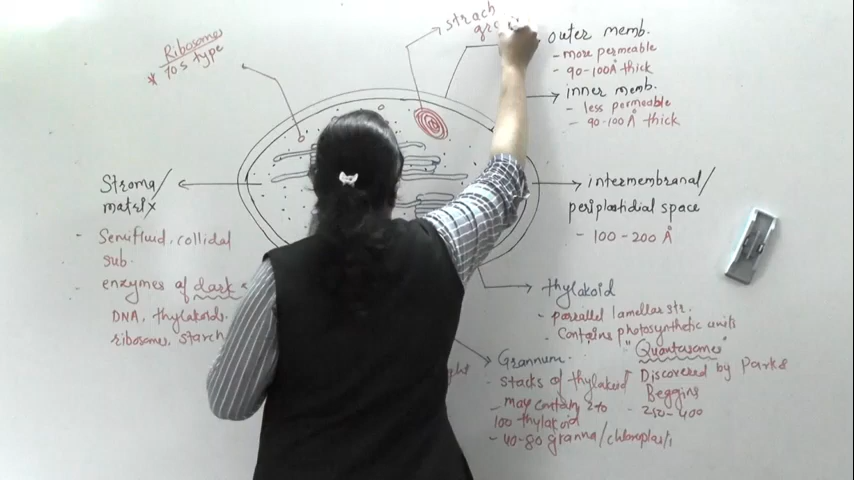 Ribosomes
* 70s type
strach
outer memb.
- more permeable
- 90-100Å thick
inner memb.
- less permeable
- 90-100 Å thick
Stroma/
matrix
- Semifluid, collidal
sub.
- enzymes of dark
DNA, thylakoids.
ribosomes, starch
intermembranal/
periplastidial space
- 100-200 Å
thylakoid
- parallel lamellar str.
- Contains photosynthetic units
"Quantasomes"
Grannum.
- stacks of thylakoid
- may contain 2 to
100 thylakoid
- 40-80 granna/chloroplast
- Discovered by Park &
Beggins
- 250-400